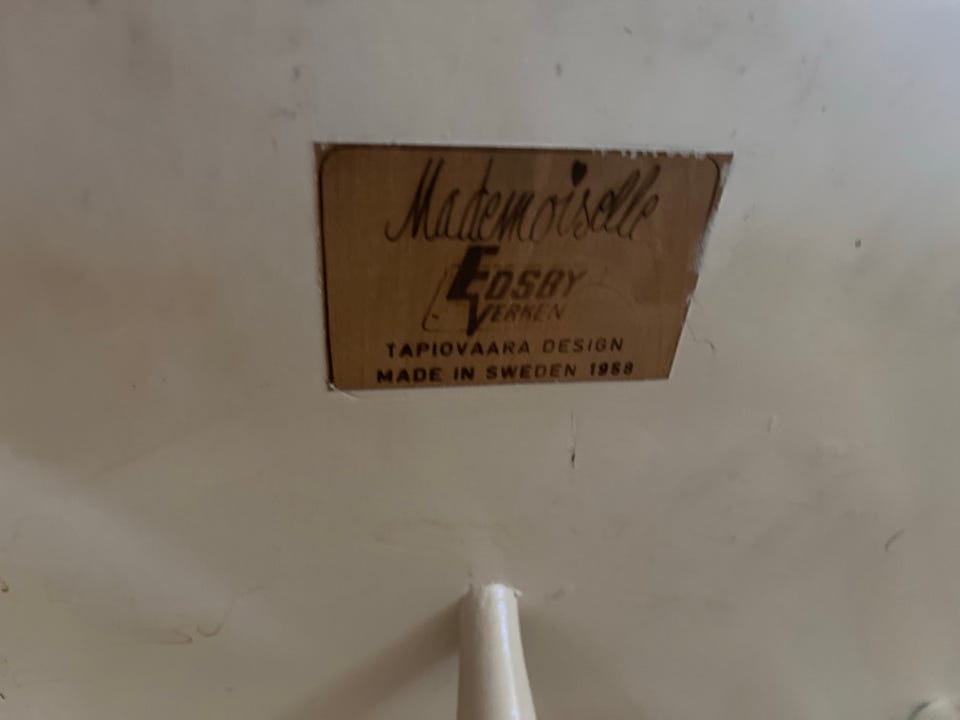 Mademoiselle
EDSBY
VERKEN
TAPIOVAARA DESIGN
MADE IN SWEDEN 1958